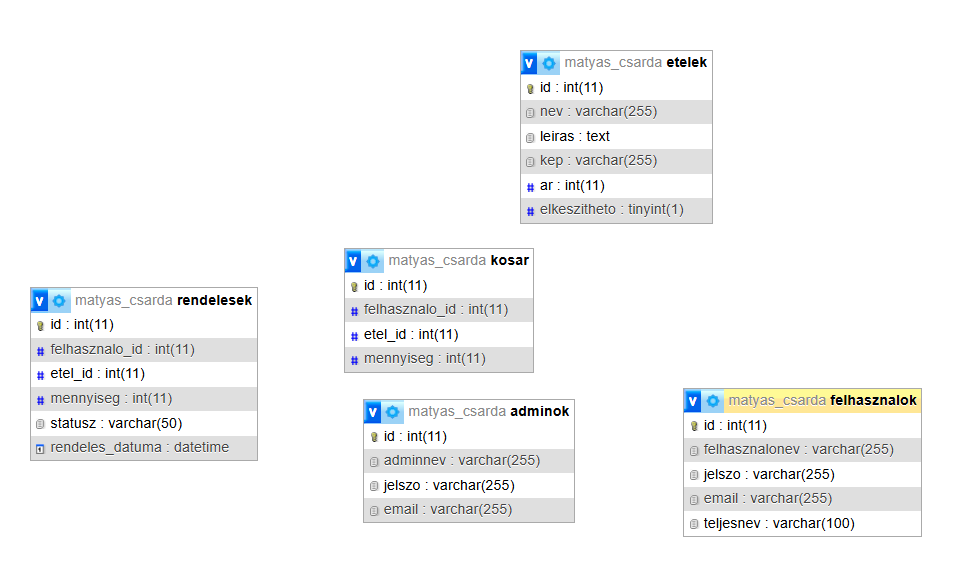 matyas_csarda etelek
id : int(11)
nev : varchar(255)
leiras : text
kep : varchar(255)
ar : int(11)
elkeszitheto : tinyint(1)
matyas_csarda kosar
id : int(11)
felhasznalo_id : int(11)
etel_id : int(11)
mennyiseg : int(11)
matyas_csarda rendelesek
id : int(11)
felhasznalo_id : int(11)
etel_id : int(11)
mennyiseg : int(11)
statusz : varchar(50)
rendeles_datuma : datetime
matyas_csarda adminok
id : int(11)
adminnev : varchar(255)
jelszo : varchar(255)
email : varchar(255)
matyas_csarda felhasznalok
id : int(11)
felhasznalonev : varchar(255)
jelszo : varchar(255)
email : varchar(255)
teljesnev : varchar(100)